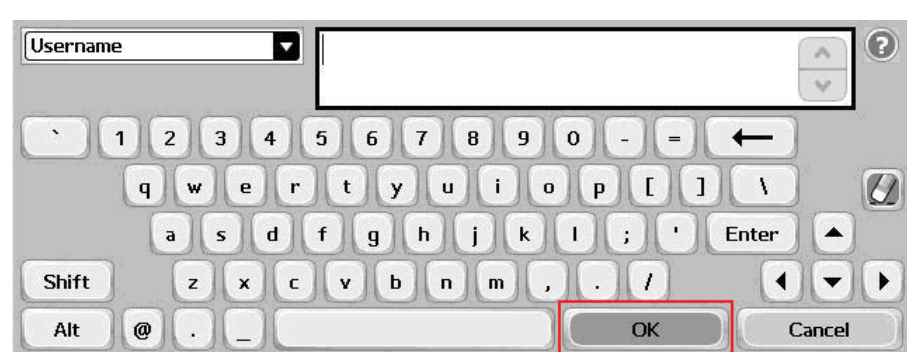 Username
?
` 1 2 3 4 5 6 7 8 9 0 - =
q w e r t y u i o p [ ] \
a s d f g h j k l ; ' Enter
Shift z x c v b n m , . /
Alt @ . _ OK Cancel